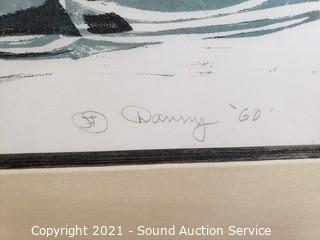 Danny '60'
Copyright 2021 - Sound Auction Service